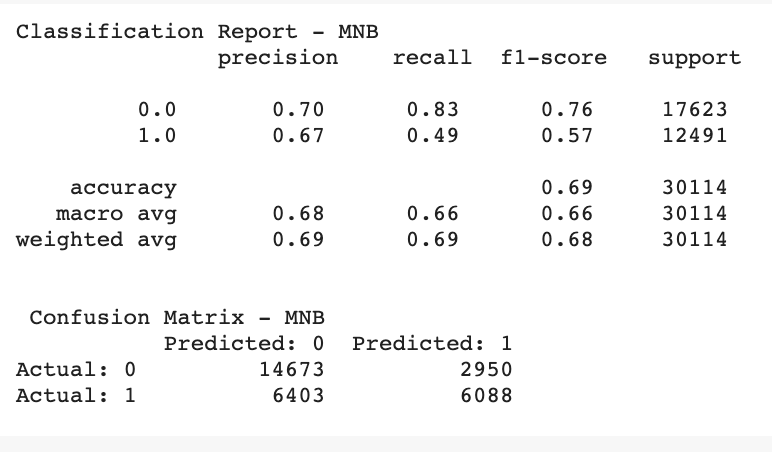 Classification Report - MNB
precision recall f1-score support
0.0 0.70 0.83 0.76 17623
1.0 0.67 0.49 0.57 12491
accuracy 0.69 30114
macro avg 0.68 0.66 0.66 30114
weighted avg 0.69 0.69 0.68 30114
Confusion Matrix - MNB
Predicted: 0 Predicted: 1
Actual: 0 14673 2950
Actual: 1 6403 6088